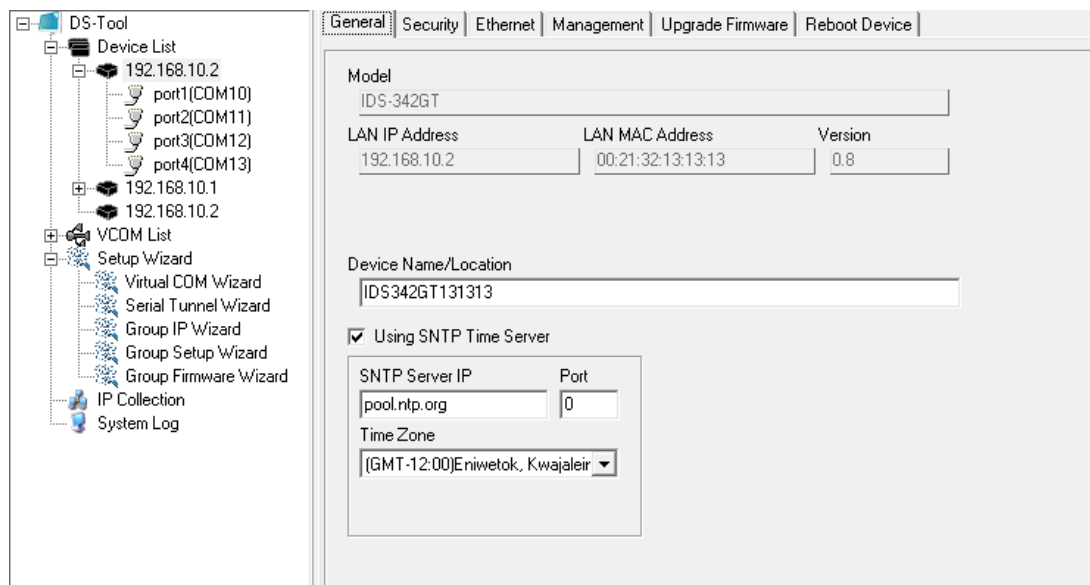 DS-Tool
Device List
192.168.10.2
port1(COM10)
port2(COM11)
port3(COM12)
port4(COM13)
192.168.10.1
192.168.10.2
VCOM List
Setup Wizard
Virtual COM Wizard
Serial Tunnel Wizard
Group IP Wizard
Group Setup Wizard
Group Firmware Wizard
IP Collection
System Log
General Security Ethernet Management Upgrade Firmware Reboot Device
Model
IDS-342GT
LAN IP Address LAN MAC Address Version
192.168.10.2 00:21:32:13:13:13 0.8
Device Name/Location
IDS342GT131313
Using SNTP Time Server
SNTP Server IP Port
pool.ntp.org 0
Time Zone
(GMT-12:00)Eniwetok, Kwajaleir